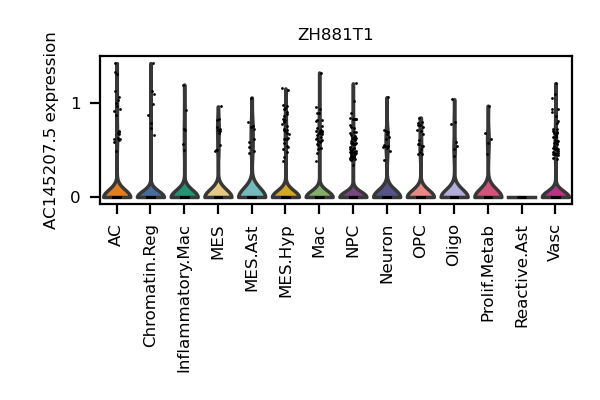 ZH881T1
AC145207.5 expression
1
0
AC
Chromatin.Reg
Inflammatory.Mac
MES
MES.Ast
MES.Hyp
Mac
NPC
Neuron
OPC
Oligo
Prolif.Metab
Reactive.Ast
Vasc